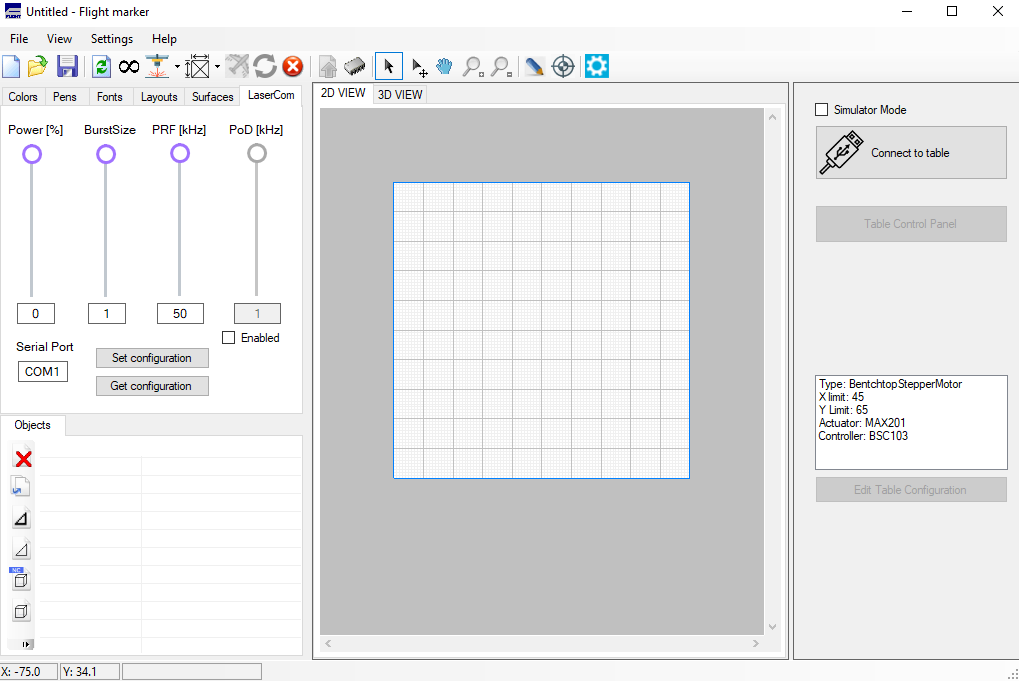 Untitled - Flight marker
File View Settings Help
Colors Pens Fonts Layouts Surfaces LaserCom
Power [%] BurstSize PRF [kHz] PoD [kHz]
0 1 50 1
Enabled
Serial Port
COM1
Set configuration
Get configuration
Objects
NC
2D VIEW 3D VIEW
Simulator Mode
Connect to table
Table Control Panel
Type: BentchtopStepperMotor
X limit: 45
Y Limit: 65
Actuator: MAX201
Controller: BSC103
Edit Table Configuration
X: -75.0 Y: 34.1